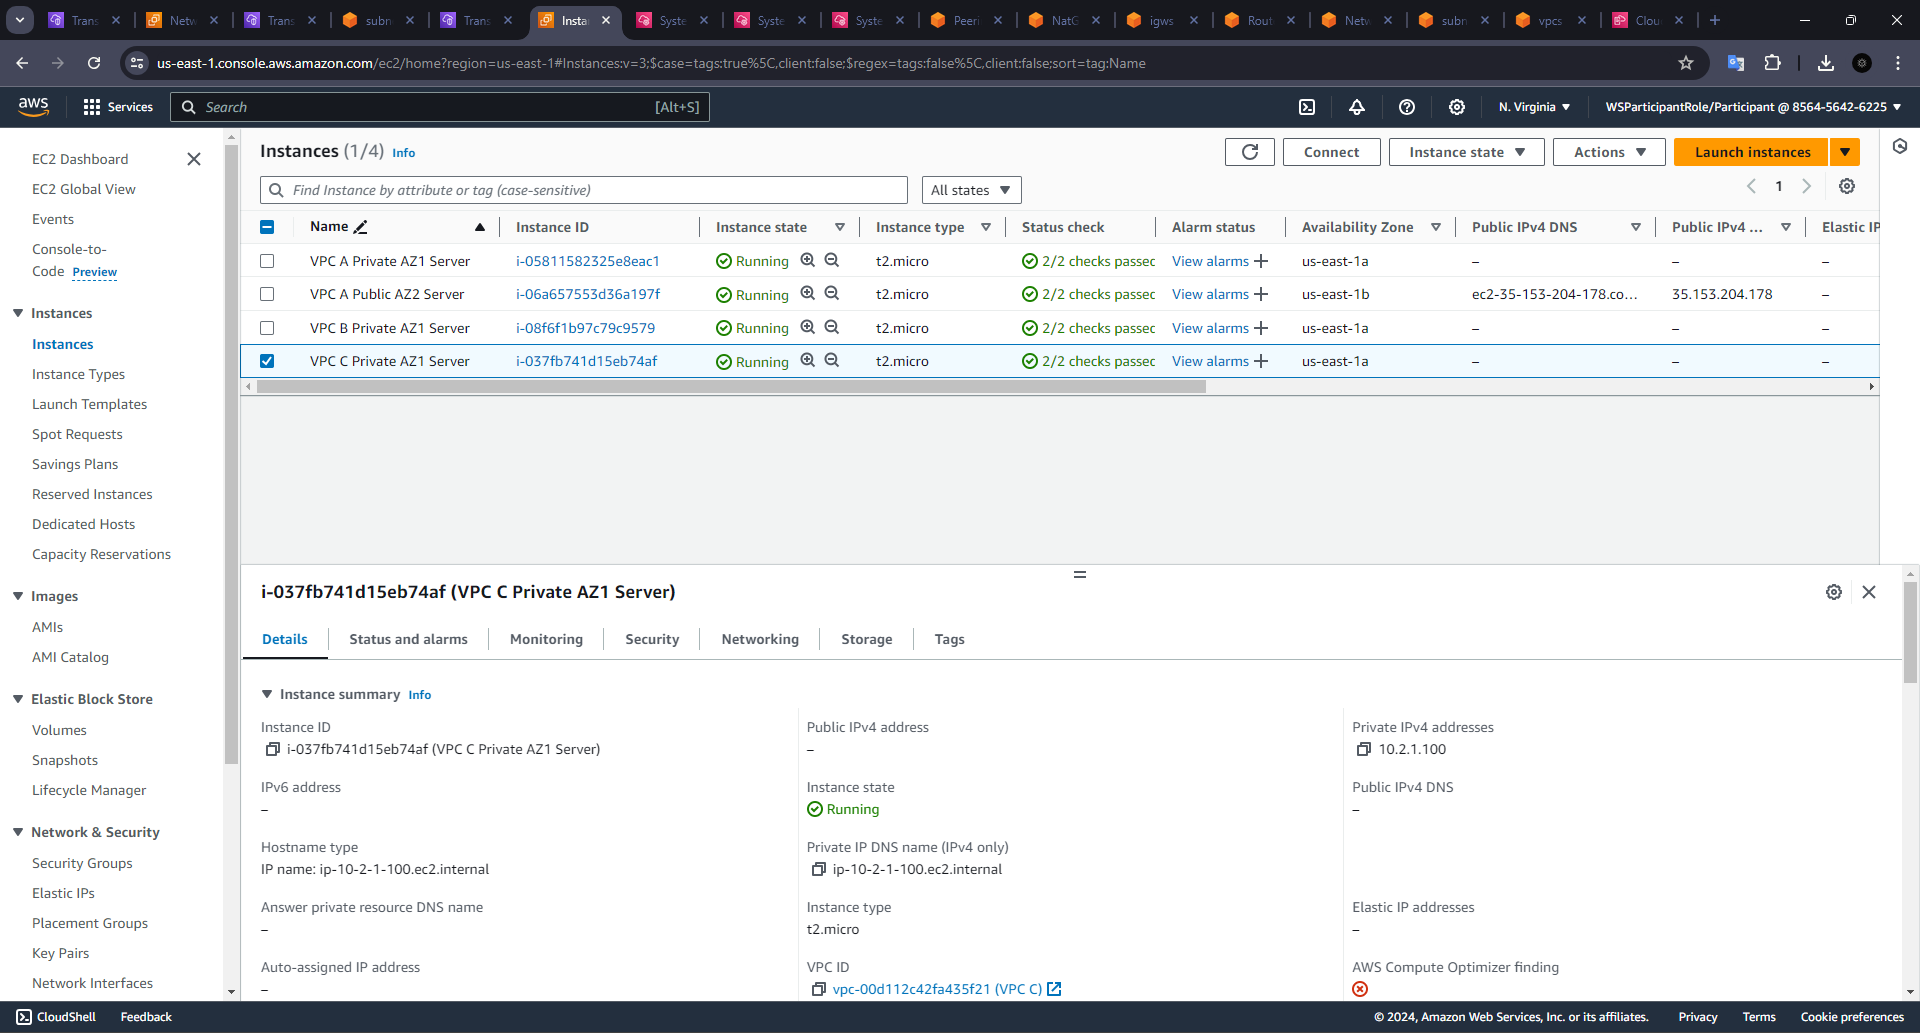 Trans
Netw
Trans
subn
Trans
Insta
Syste
Syste
Syste
Peeri
NatG
igws
Rout
Netw
subn
vpcs
Clou
us-east-1.console.aws.amazon.com/ec2/home?region=us-east-1#Instances:v=3;$case=tags:true%5C,client:false;$regex=tags:false%5C,client:false;sort=tag:Name
aws
Services
Search
[Alt+S]
N. Virginia
WSParticipantRole/Participant @ 8564-5642-6225
EC2 Dashboard
EC2 Global View
Events
Console-to-
Code Preview
Instances
Instances
Instance Types
Launch Templates
Spot Requests
Savings Plans
Reserved Instances
Dedicated Hosts
Capacity Reservations
Images
AMIs
AMI Catalog
Elastic Block Store
Volumes
Snapshots
Lifecycle Manager
Network & Security
Security Groups
Elastic IPs
Placement Groups
Key Pairs
Network Interfaces
Instances (1/4) Info
Connect
Instance state
Actions
Launch instances
Find Instance by attribute or tag (case-sensitive)
All states
1
Name Instance ID Instance state Instance type Status check Alarm status Availability Zone Public IPv4 DNS Public IPv4 ... Elastic IP
VPC A Private AZ1 Server i-05811582325e8eac1 Running t2.micro 2/2 checks passec View alarms us-east-1a – – –
VPC A Public AZ2 Server i-06a657553d36a197f Running t2.micro 2/2 checks passec View alarms us-east-1b ec2-35-153-204-178.co... 35.153.204.178 –
VPC B Private AZ1 Server i-08f6f1b97c79c9579 Running t2.micro 2/2 checks passec View alarms us-east-1a – – –
VPC C Private AZ1 Server i-037fb741d15eb74af Running t2.micro 2/2 checks passec View alarms us-east-1a – – –
i-037fb741d15eb74af (VPC C Private AZ1 Server)
Details
Status and alarms
Monitoring
Security
Networking
Storage
Tags
Instance summary Info
Instance ID
i-037fb741d15eb74af (VPC C Private AZ1 Server)
Public IPv4 address
–
Private IPv4 addresses
10.2.1.100
IPv6 address
–
Instance state
Running
Public IPv4 DNS
–
Hostname type
IP name: ip-10-2-1-100.ec2.internal
Private IP DNS name (IPv4 only)
ip-10-2-1-100.ec2.internal
Answer private resource DNS name
–
Instance type
t2.micro
Elastic IP addresses
–
Auto-assigned IP address
–
VPC ID
vpc-00d112c42fa435f21 (VPC C)
AWS Compute Optimizer finding
CloudShell
Feedback
© 2024, Amazon Web Services, Inc. or its affiliates.
Privacy
Terms
Cookie preferences